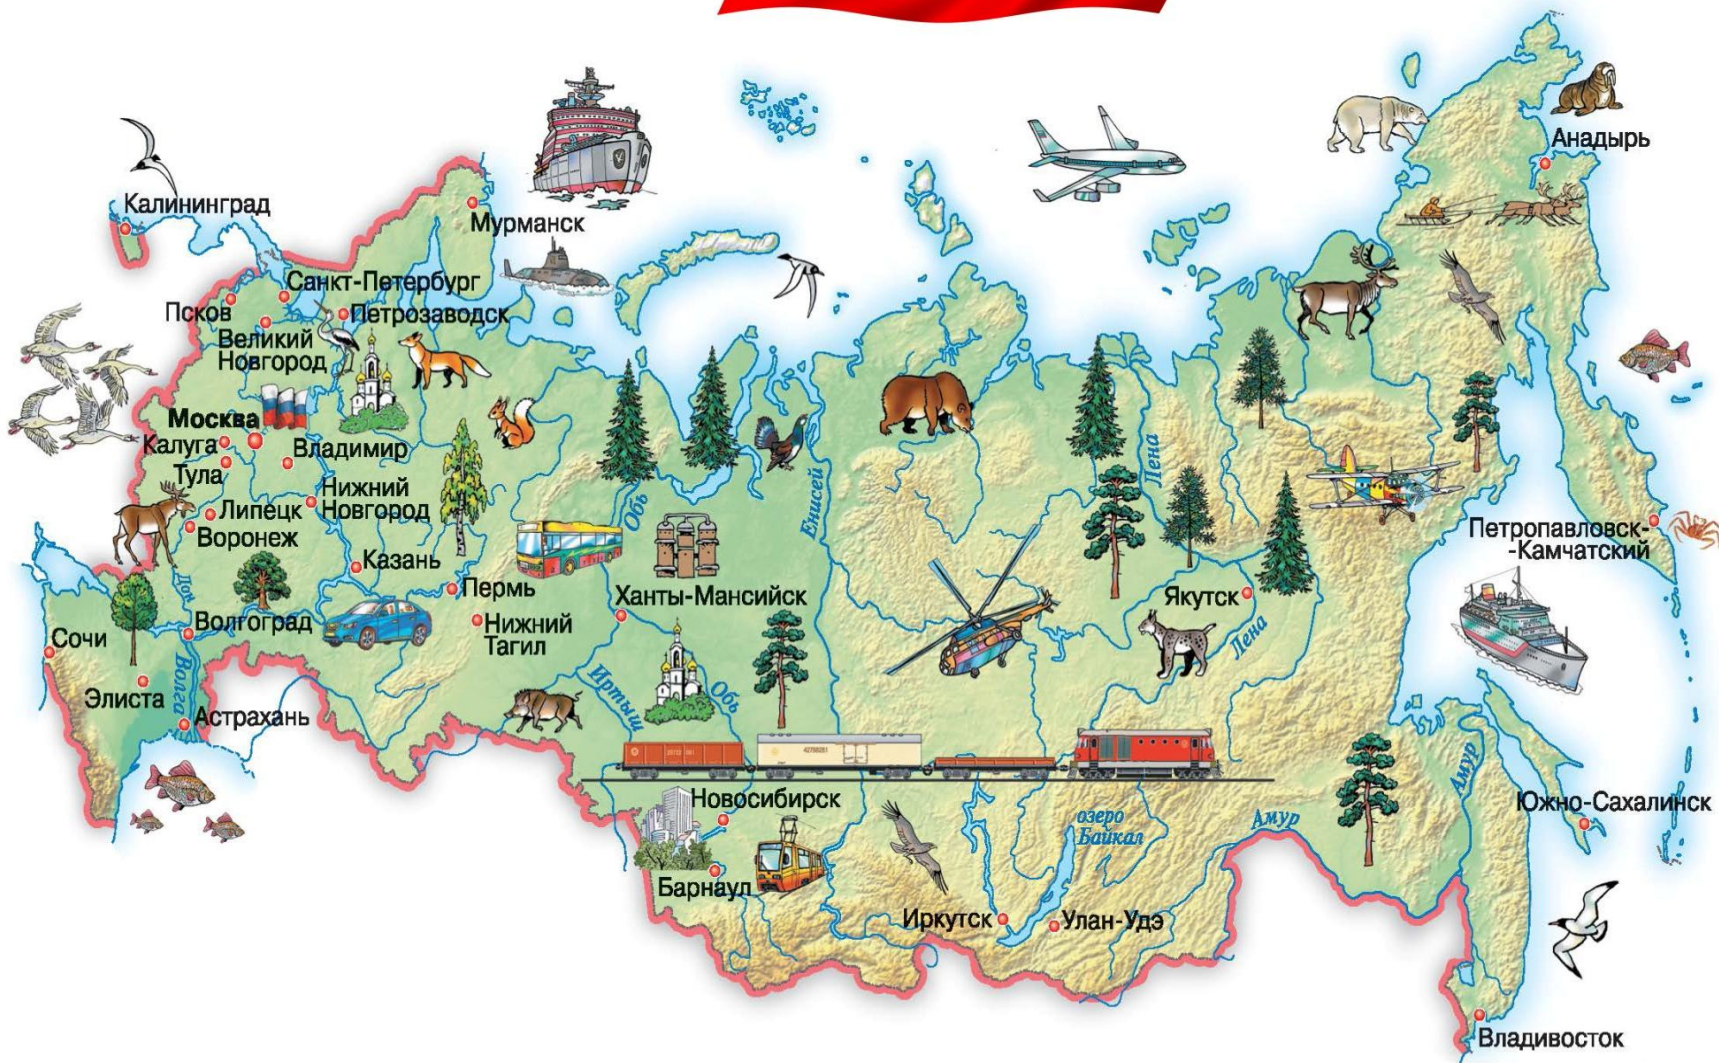 Анадырь
Калининград
Мурманск
Санкт-Петербург
Псков
Петрозаводск
Великий
Новгород
Москва
Калуга
Владимир
Тула
Нижний
Новгород
Липецк
Воронеж
Казань
Пермь
Обь
Енисей
Лена
Петропавловск-
-Камчатский
Дон
Волгоград
Нижний
Тагил
Ханты-Мансийск
Якутск
Лена
Сочи
Элиста
Волга
Астрахань
Иртыш
Обь
Новосибирск
Барнаул
озеро
Байкал
Амур
Амур
Южно-Сахалинск
Иркутск
Улан-Удэ
Владивосток